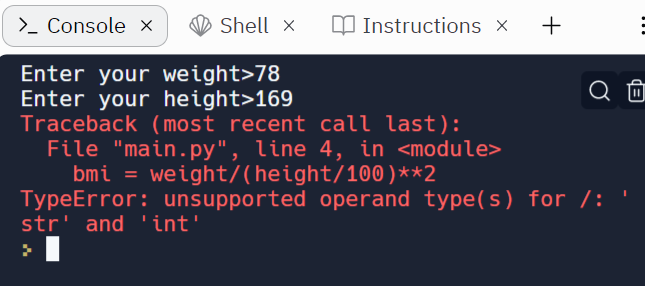 >_ Console × Shell × Instructions × +
Enter your weight>78
Enter your height>169
Traceback (most recent call last):
  File "main.py", line 4, in <module>
    bmi = weight/(height/100)**2
TypeError: unsupported operand type(s) for /: '
str' and 'int'
>